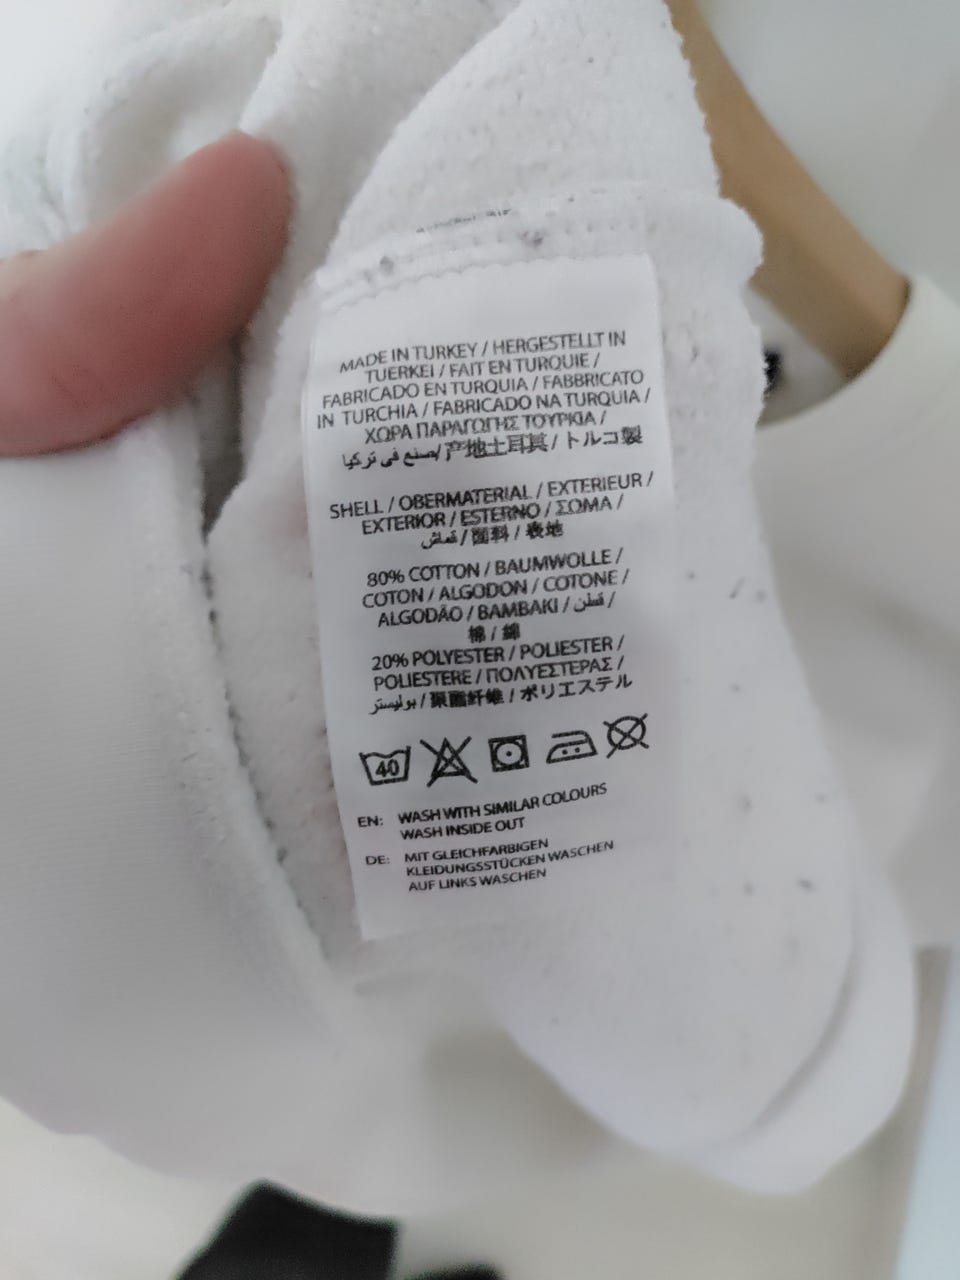 MADE IN TURKEY / HERGESTELLT IN
TUERKEI / FAIT EN TURQUIE /
FABRICADO EN TURQUIA / FABBRICATO
IN TURCHIA / FABRICADO NA TURQUIA /
ΧΩΡΑ ΠΑΡΑΓΩΓΗΣ ΤΟΥΡΚΙΑ /
صنع في تركيا / 产地土耳其 / トルコ製
SHELL / OBERMATERIAL / EXTERIEUR /
EXTERIOR / ESTERNO / ΣΩΜΑ /
قماش / 面料 / 表地
80% COTTON / BAUMWOLLE /
COTON / ALGODON / COTONE /
ALGODÃO / BAMBAKI / قطن /
棉 / 綿
20% POLYESTER / POLIESTER /
POLIESTERE / ΠΟΛΥΕΣΤΕΡΑΣ /
بوليستر / 聚酯纤维 / ポリエステル
40
EN: WASH WITH SIMILAR COLOURS
WASH INSIDE OUT
DE: MIT GLEICHFARBIGEN
KLEIDUNGSSTÜCKEN WASCHEN
AUF LINKS WASCHEN